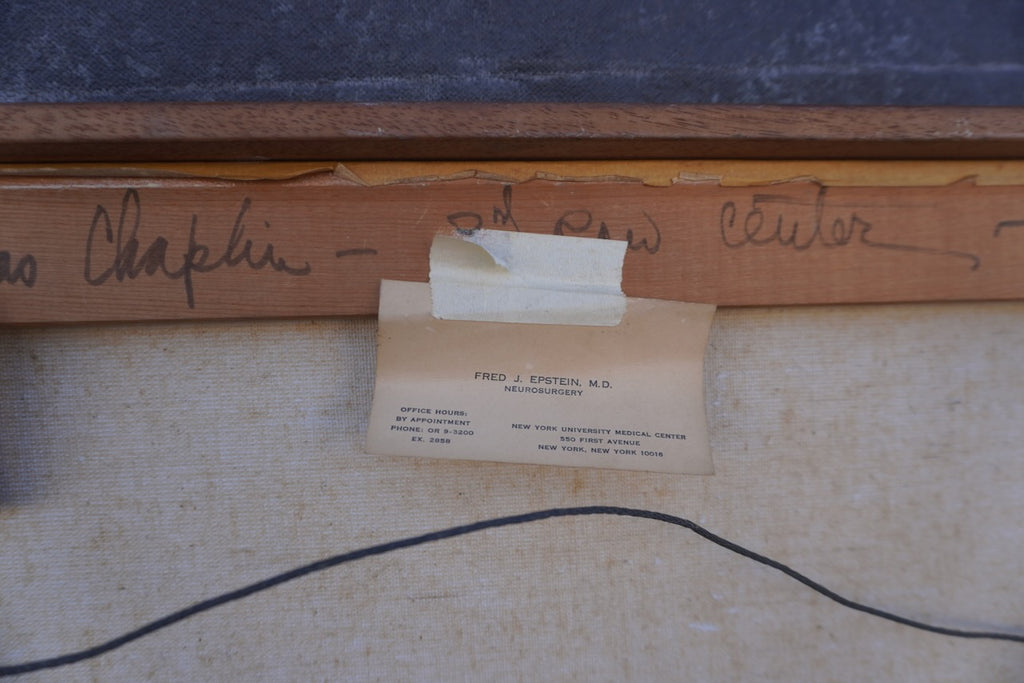 Chaplin - 2nd row center -
FRED J. EPSTEIN, M.D.
NEUROSURGERY
OFFICE HOURS:
BY APPOINTMENT
PHONE: OR 9-3200
EX. 2858
NEW YORK UNIVERSITY MEDICAL CENTER
550 FIRST AVENUE
NEW YORK, NEW YORK 10016